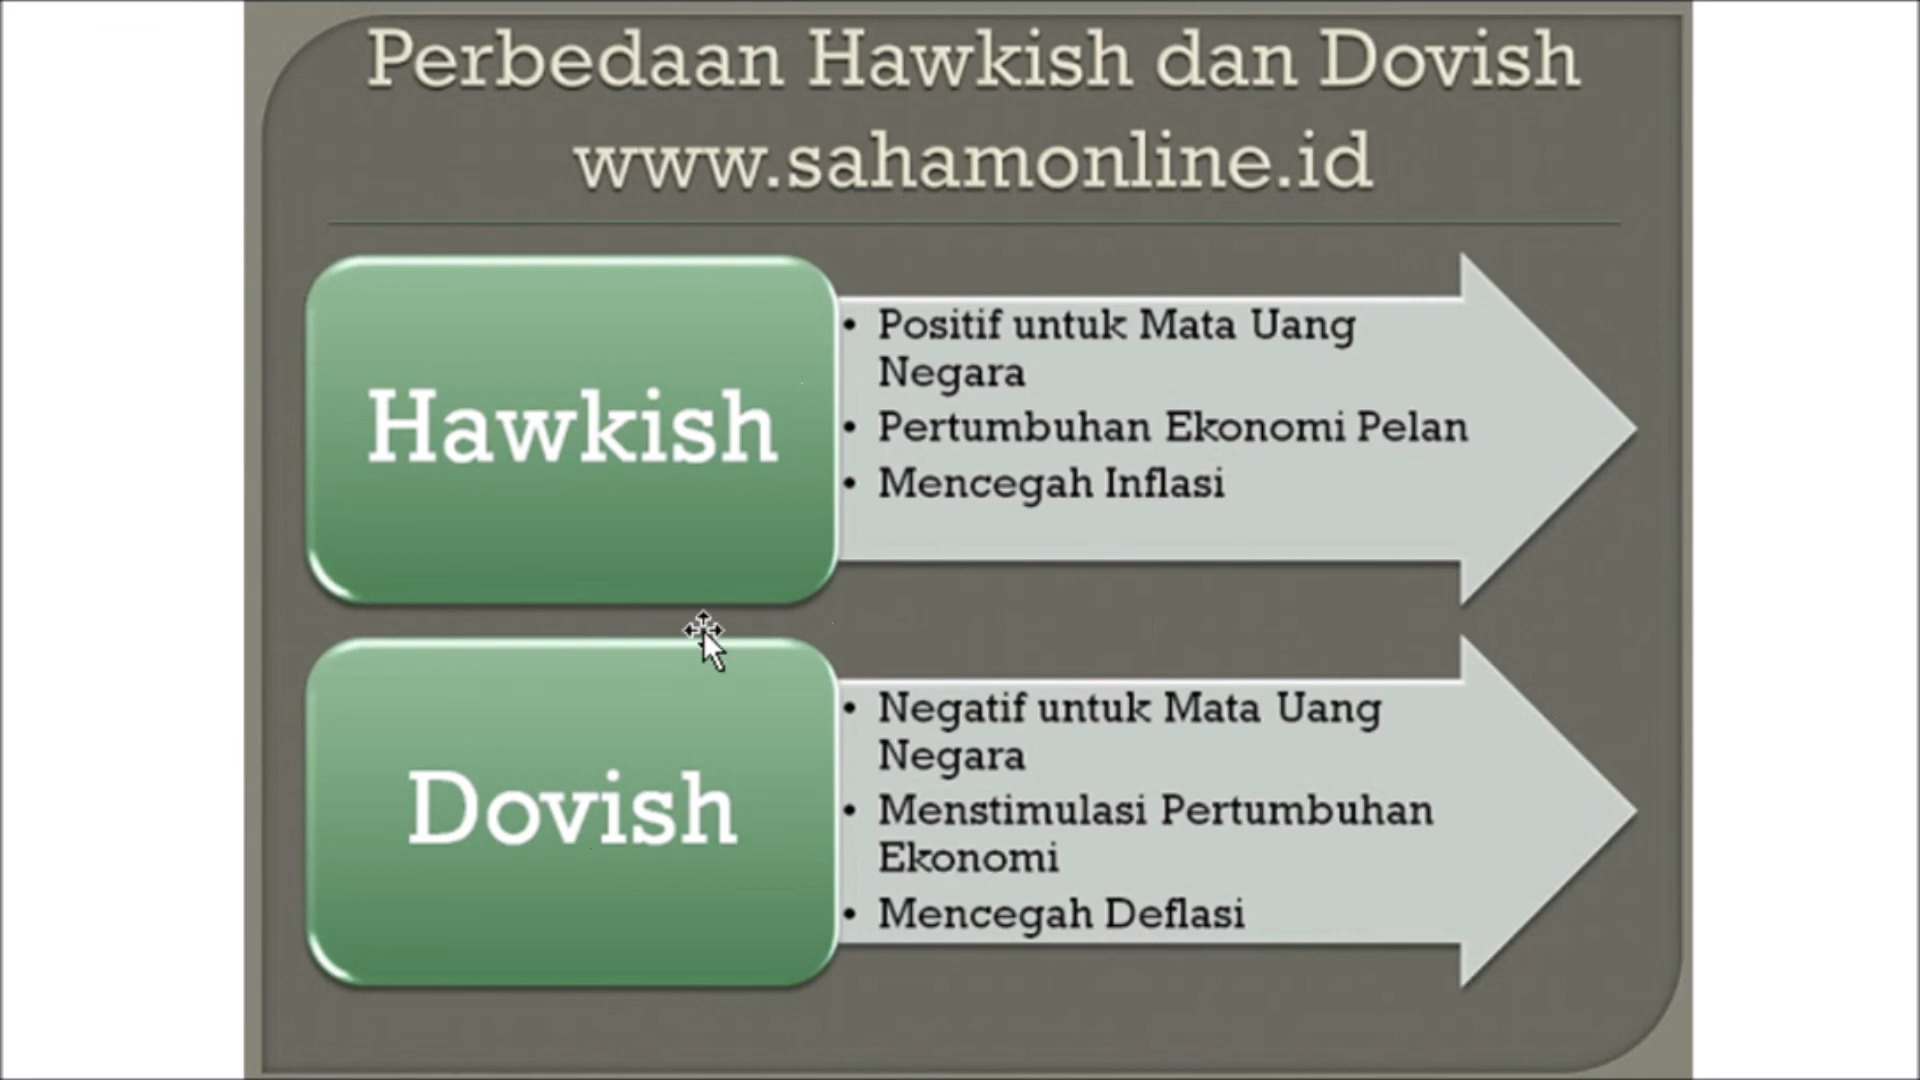 Perbedaan Hawkish dan Dovish
www.sahamonline.id
Hawkish
• Positif untuk Mata Uang
Negara
• Pertumbuhan Ekonomi Pelan
• Mencegah Inflasi
Dovish
• Negatif untuk Mata Uang
Negara
• Menstimulasi Pertumbuhan
Ekonomi
• Mencegah Deflasi